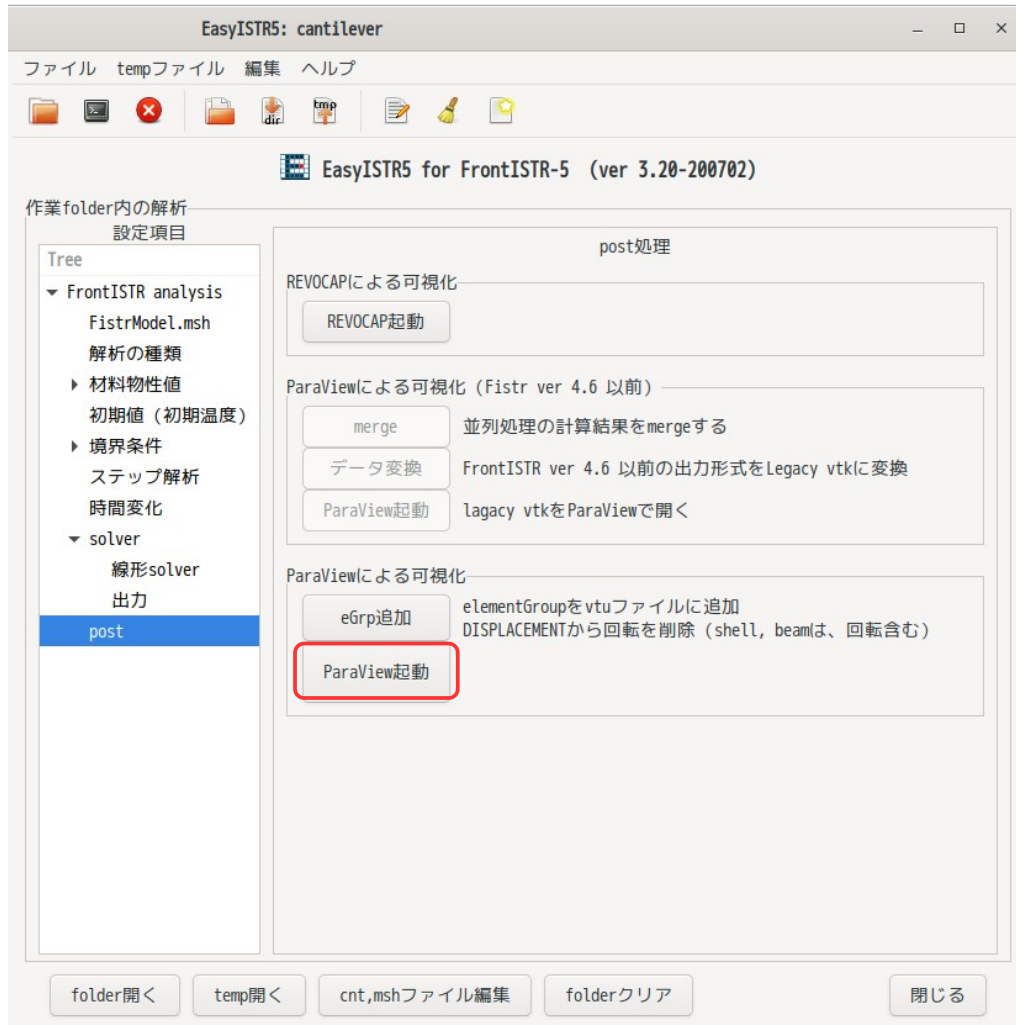 EasyISTR5: cantilever
ファイル tempファイル 編集 ヘルプ
tmp
dir
EasyISTR5 for FrontISTR-5 (ver 3.20-200702)
作業folder内の解析
設定項目
Tree
FrontISTR analysis
FistrModel.msh
解析の種類
材料物性値
初期値 (初期温度)
境界条件
ステップ解析
時間変化
solver
線形solver
出力
post
post処理
REVOCAPによる可視化
REVOCAP起動
ParaViewによる可視化 (Fistr ver 4.6 以前)
merge 並列処理の計算結果をmergeする
データ変換 FrontISTR ver 4.6 以前の出力形式をLegacy vtkに変換
ParaView起動 lagacy vtkをParaViewで開く
ParaViewによる可視化
eGrp追加 elementGroupをvtuファイルに追加
DISPLACEMENTから回転を削除 (shell, beamは、回転含む)
ParaView起動
folder開く temp開く cnt,mshファイル編集 folderクリア 閉じる